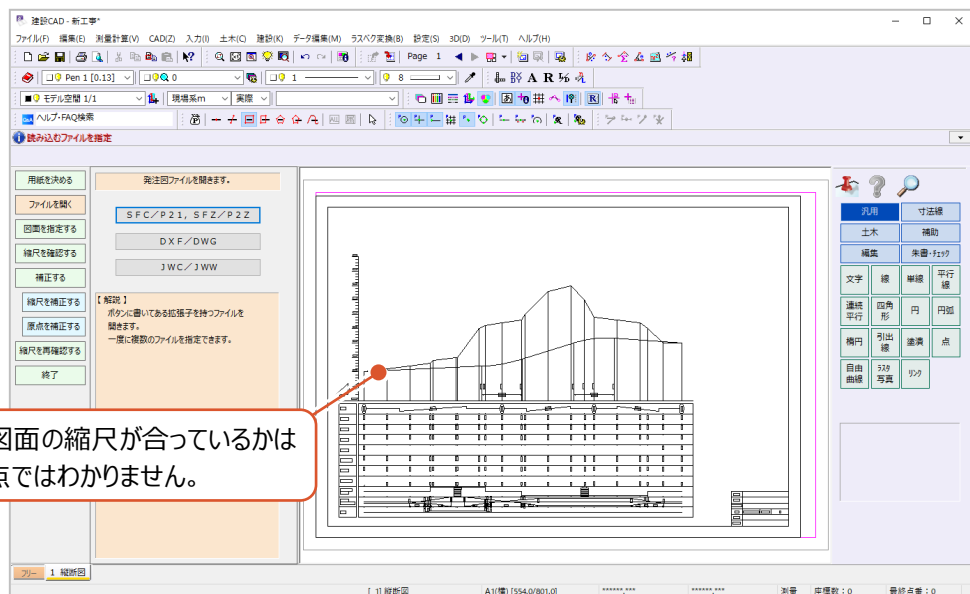 建設CAD - 新工事*
ファイル(F) 編集(E) 測量計算(V) CAD(Z) 入力(I) 土木(C) 建設(K) データ編集(M) ラスベク変換(B) 設定(S) 3D(D) ツール(T) ヘルプ(H)
Page 1
Pen 1 [0.13] 0 1 8
モデル空間 1/1 現場系m 実際
ヘルプ・FAQ検索
読み込むファイルを指定
用紙を決める
ファイルを開く
図面を指定する
縮尺を確認する
補正する
縮尺を補正する
原点を補正する
縮尺を再確認する
終了
発注図ファイルを開きます。
SFC/P21, SFZ/P2Z
DXF/DWG
JWC/JWW
【 解説 】
ボタンに書いてある拡張子を持つファイルを
開きます。
一度に複数のファイルを指定できます。
図面の縮尺が合っているかは
点ではわかりません。
汎用 寸法線
土木 補助
編集 朱書・チェック
文字 線 単線 平行線
連続平行 四角形 円 円弧
楕円 引出線 塗潰 点
自由曲線 ラスタ写真 リンク
フリー 1 縦断図
[ 1] 縦断図 A1(横) [554.0/801.0] ******.*** ******.*** 測量 座標数:0 最終点番:0